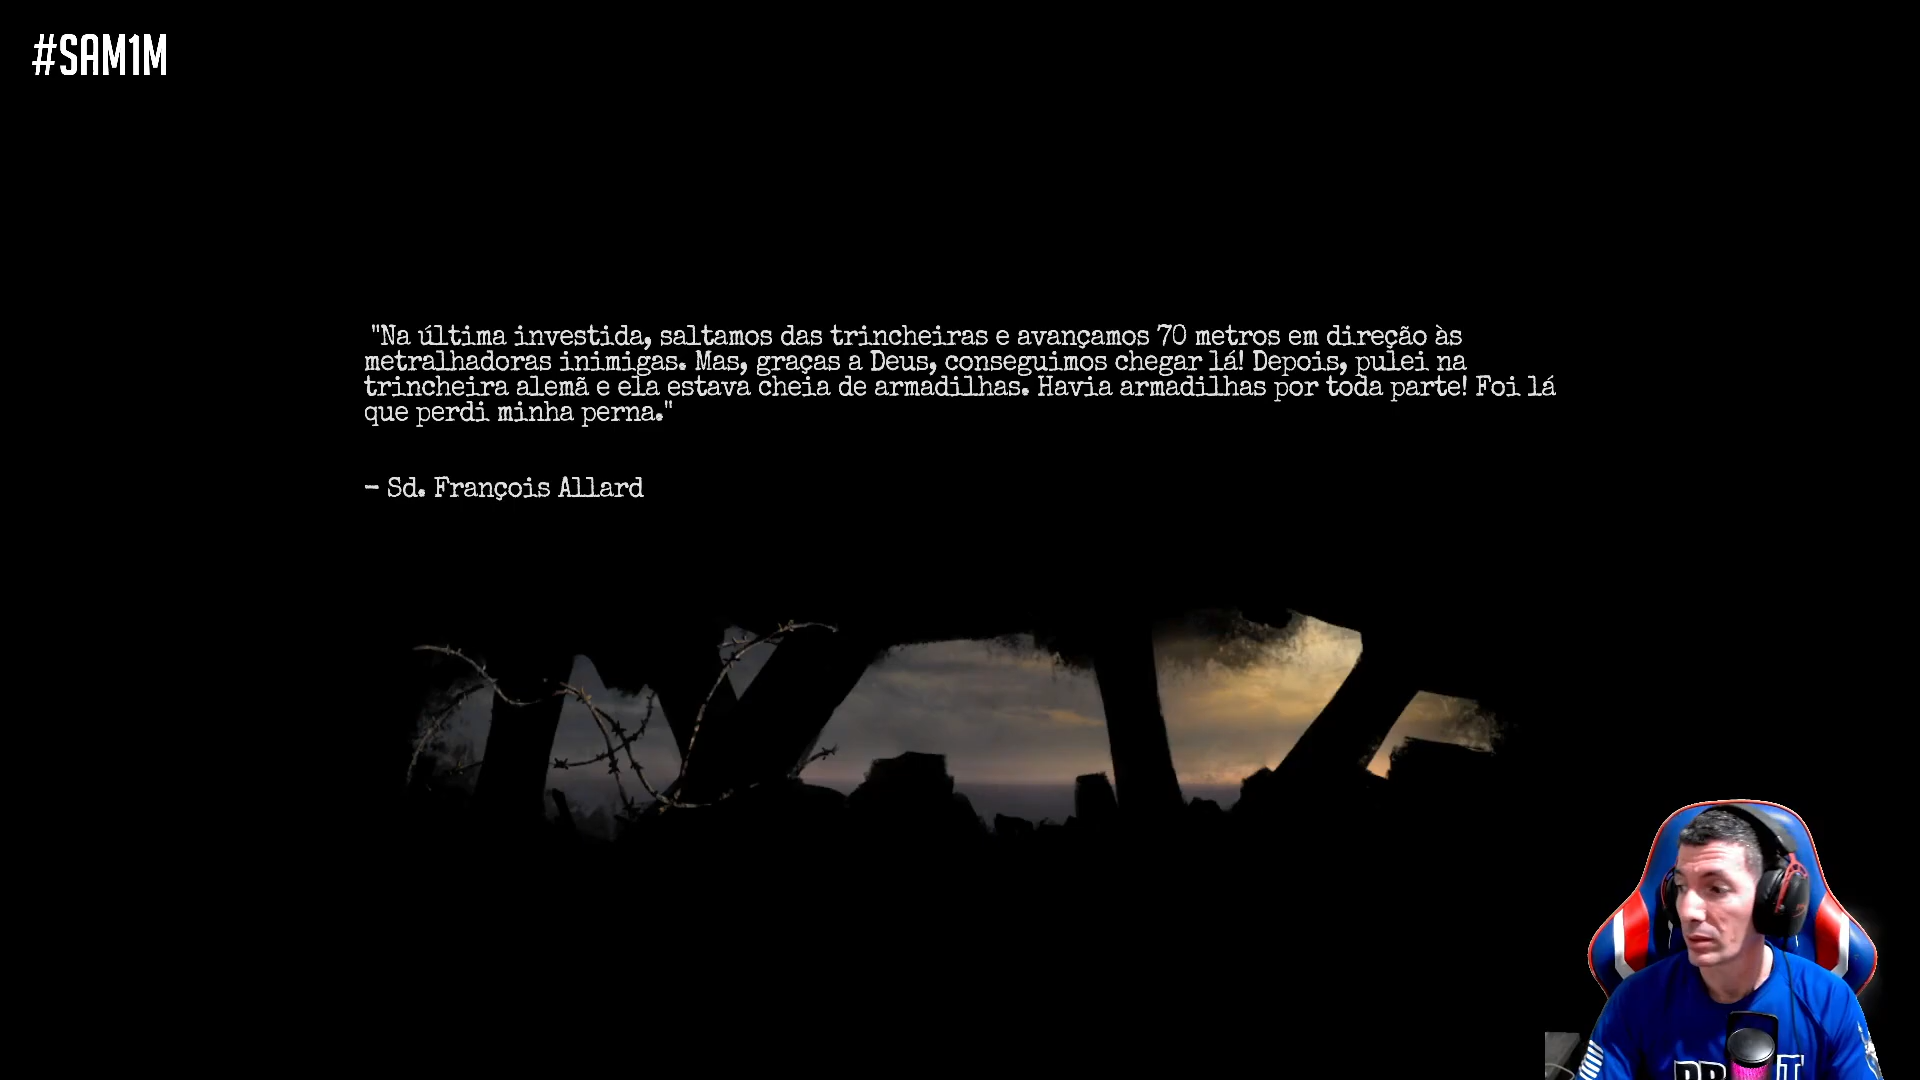 #SAM1M
"Na última investida, saltamos das trincheiras e avançamos 70 metros em direção às
metralhadoras inimigas. Mas, graças a Deus, conseguimos chegar lá! Depois, pulei na
trincheira alemã e ela estava cheia de armadilhas. Havia armadilhas por toda parte! Foi lá
que perdi minha perna."
- Sd. François Allard